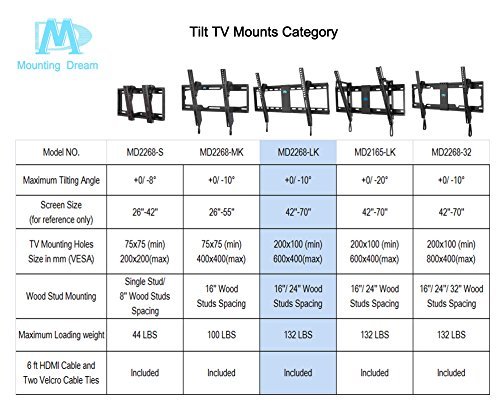 MD
Mounting Dream
Tilt TV Mounts Category
Model NO. MD2268-S MD2268-MK MD2268-LK MD2165-LK MD2268-32
Maximum Tilting Angle +0/ -8° +0/ -10° +0/ -10° +0/ -20° +0/ -10°
Screen Size
(for reference only) 26"-42" 26"-55" 42"-70" 42"-70" 42"-70"
TV Mounting Holes 75x75 (min) 75x75 (min) 200x100 (min) 200x100 (min) 200x100 (min)
Size in mm (VESA) 200x200(max) 400x400(max) 600x400(max) 600x400(max) 800x400(max)
Single Stud/ 16" Wood 16"/ 24" Wood 16"/ 24" Wood 16"/ 24"/ 32" Wood
Wood Stud Mounting 8" Wood Studs Studs Spacing Studs Spacing Studs Spacing Studs Spacing
Spacing
Maximum Loading weight 44 LBS 100 LBS 132 LBS 132 LBS 132 LBS
6 ft HDMI Cable and
Two Velcro Cable Ties Included Included Included Included Included